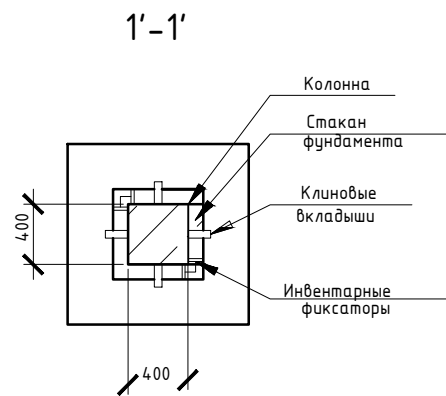 1'-1'
Колонна
Стакан
фундамента
Клиновые
вкладыши
Инвентарные
фиксаторы
400
400